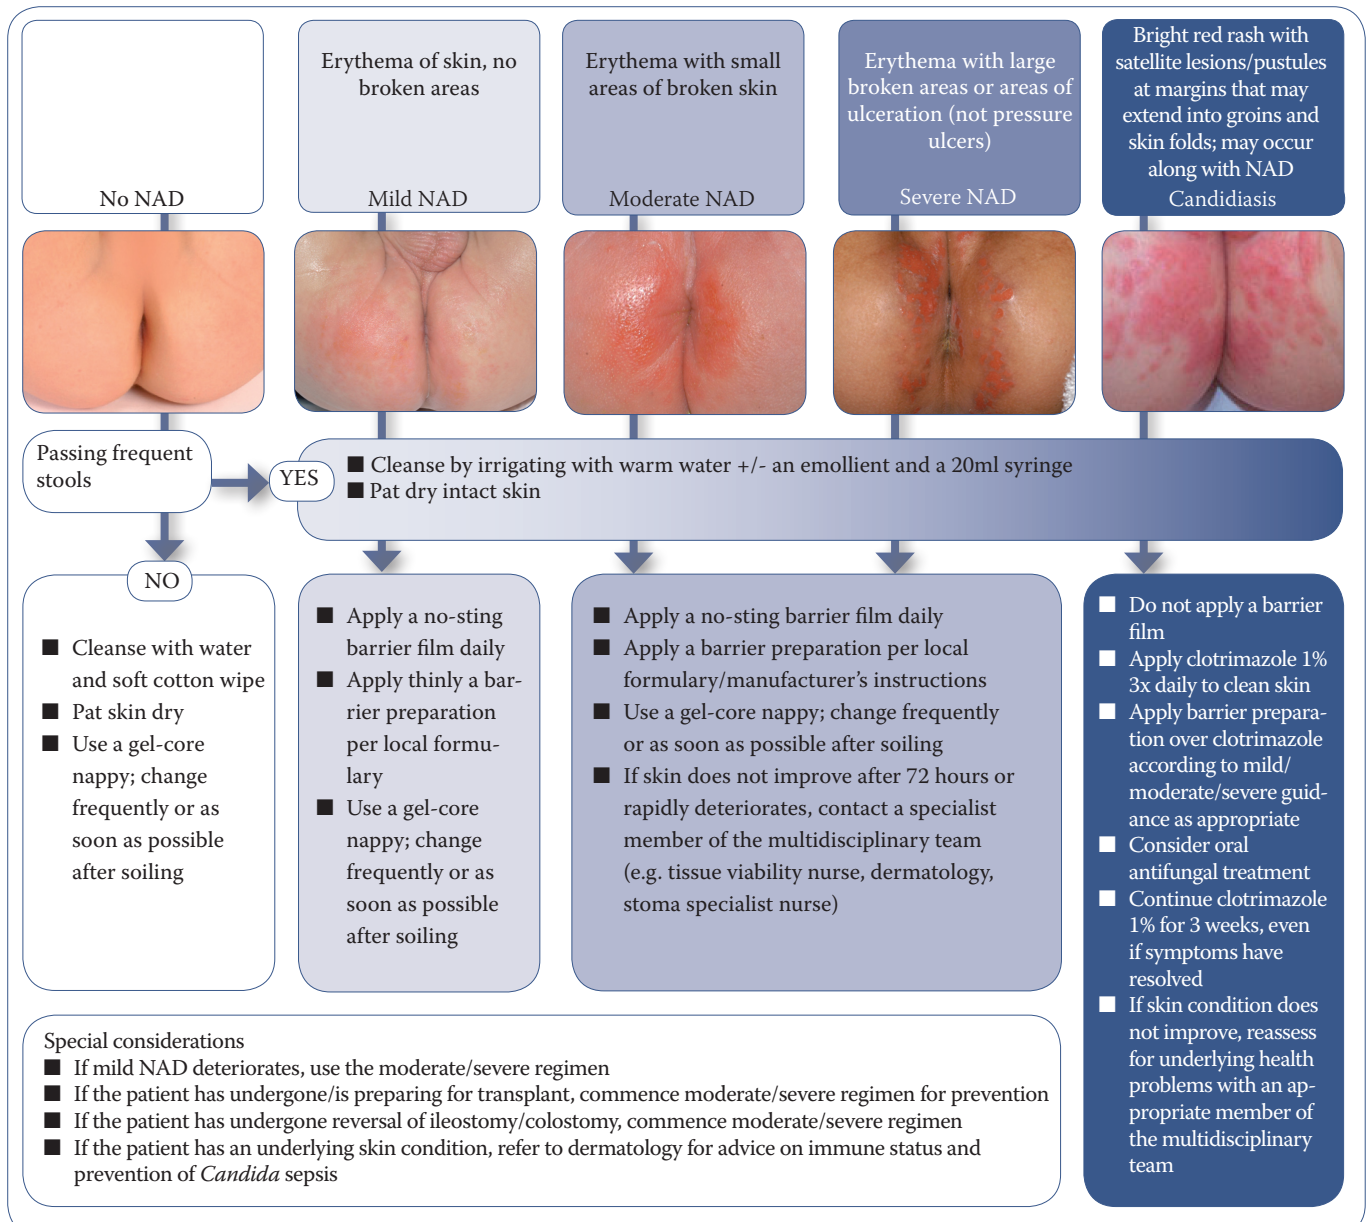 No NAD
Erythema of skin, no
broken areas
Mild NAD
Erythema with small
areas of broken skin
Moderate NAD
Erythema with large
broken areas or areas of
ulceration (not pressure
ulcers)
Severe NAD
Bright red rash with
satellite lesions/pustules
at margins that may
extend into groins and
skin folds; may occur
along with NAD
Candidiasis
Passing frequent
stools
YES
■ Cleanse by irrigating with warm water +/- an emollient and a 20ml syringe
■ Pat dry intact skin
NO
■ Cleanse with water
and soft cotton wipe
■ Pat skin dry
■ Use a gel-core
nappy; change
frequently or as
soon as possible
after soiling
■ Apply a no-sting
barrier film daily
■ Apply thinly a bar-
rier preparation
per local formu-
lary
■ Use a gel-core
nappy; change
frequently or as
soon as possible
after soiling
■ Apply a no-sting barrier film daily
■ Apply a barrier preparation per local
formulary/manufacturer’s instructions
■ Use a gel-core nappy; change frequently
or as soon as possible after soiling
■ If skin does not improve after 72 hours or
rapidly deteriorates, contact a specialist
member of the multidisciplinary team
(e.g. tissue viability nurse, dermatology,
stoma specialist nurse)
■ Do not apply a barrier
film
■ Apply clotrimazole 1%
3x daily to clean skin
■ Apply barrier prepara-
tion over clotrimazole
according to mild/
moderate/severe guid-
ance as appropriate
■ Consider oral
antifungal treatment
■ Continue clotrimazole
1% for 3 weeks, even
if symptoms have
resolved
■ If skin condition does
not improve, reassess
for underlying health
problems with an ap-
propriate member of
the multidisciplinary
team
Special considerations
■ If mild NAD deteriorates, use the moderate/severe regimen
■ If the patient has undergone/is preparing for transplant, commence moderate/severe regimen for prevention
■ If the patient has undergone reversal of ileostomy/colostomy, commence moderate/severe regimen
■ If the patient has an underlying skin condition, refer to dermatology for advice on immune status and
prevention of Candida sepsis